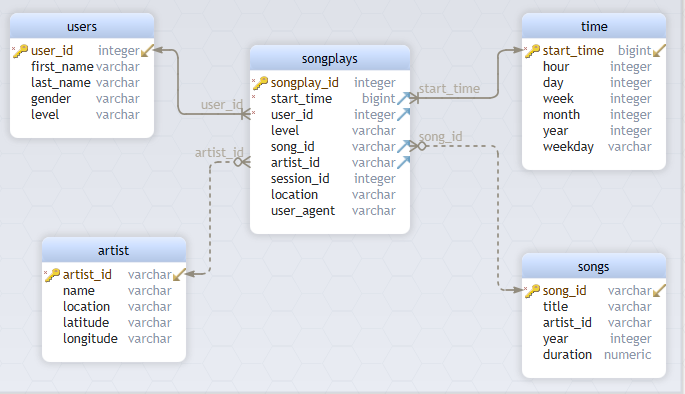 users
user_id integer
first_name varchar
last_name varchar
gender varchar
level varchar
songplays
songplay_id integer
start_time bigint
user_id integer
level varchar
song_id varchar
artist_id varchar
session_id integer
location varchar
user_agent varchar
time
start_time bigint
hour integer
day integer
week integer
month integer
year integer
weekday varchar
user_id
start_time
artist_id
song_id
artist
artist_id varchar
name varchar
location varchar
latitude varchar
longitude varchar
songs
song_id varchar
title varchar
artist_id varchar
year integer
duration numeric